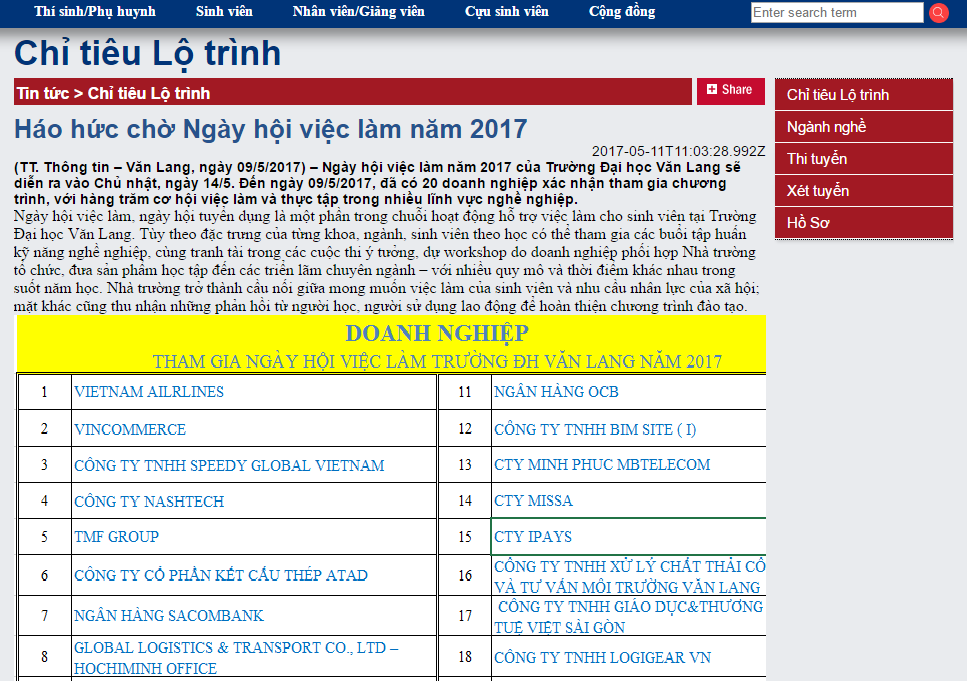 Thí sinh/Phụ huynh Sinh viên Nhân viên/Giảng viên Cựu sinh viên Cộng đồng Enter search term
Chỉ tiêu Lộ trình
Tin tức > Chỉ tiêu Lộ trình
Share
Háo hức chờ Ngày hội việc làm năm 2017
2017-05-11T11:03:28.992Z
(TT. Thông tin – Văn Lang, ngày 09/5/2017) – Ngày hội việc làm năm 2017 của Trường Đại học Văn Lang sẽ
diễn ra vào Chủ nhật, ngày 14/5. Đến ngày 09/5/2017, đã có 20 doanh nghiệp xác nhận tham gia chương
trình, với hàng trăm cơ hội việc làm và thực tập trong nhiều lĩnh vực nghề nghiệp.
Ngày hội việc làm, ngày hội tuyển dụng là một phần trong chuỗi hoạt động hỗ trợ việc làm cho sinh viên tại Trường
Đại học Văn Lang. Tùy theo đặc trưng của từng khoa, ngành, sinh viên theo học có thể tham gia các buổi tập huấn
kỹ năng nghề nghiệp, cùng tranh tài trong các cuộc thi ý tưởng, dự workshop do doanh nghiệp phối hợp Nhà trường
tổ chức, đưa sản phẩm học tập đến các triển lãm chuyên ngành – với nhiều quy mô và thời điểm khác nhau trong
suốt năm học. Nhà trường trở thành cầu nối giữa mong muốn việc làm của sinh viên và nhu cầu nhân lực của xã hội;
mặt khác cũng thu nhận những phản hồi từ người học, người sử dụng lao động để hoàn thiện chương trình đào tạo.
DOANH NGHIỆP
THAM GIA NGÀY HỘI VIỆC LÀM TRƯỜNG ĐH VĂN LANG NĂM 2017
1 VIETNAM AILRLINES 11 NGÂN HÀNG OCB
2 VINCOMMERCE 12 CÔNG TY TNHH BIM SITE ( I)
3 CÔNG TY TNHH SPEEDY GLOBAL VIETNAM 13 CTY MINH PHUC MBTELECOM
4 CÔNG TY NASHTECH 14 CTY MISSA
5 TMF GROUP 15 CTY IPAYS
6 CÔNG TY CỔ PHẦN KẾT CẤU THÉP ATAD 16 CÔNG TY TNHH XỬ LÝ CHẤT THẢI CÔ
VÀ TƯ VẤN MÔI TRƯỜNG VĂN LANG
7 NGÂN HÀNG SACOMBANK 17 CÔNG TY TNHH GIÁO DỤC&THƯƠNG
TUỆ VIỆT SÀI GÒN
8 GLOBAL LOGISTICS & TRANSPORT CO., LTD –
HOCHIMINH OFFICE
18 CÔNG TY TNHH LOGIGEAR VN
Chỉ tiêu Lộ trình
Ngành nghề
Thi tuyển
Xét tuyển
Hồ Sơ